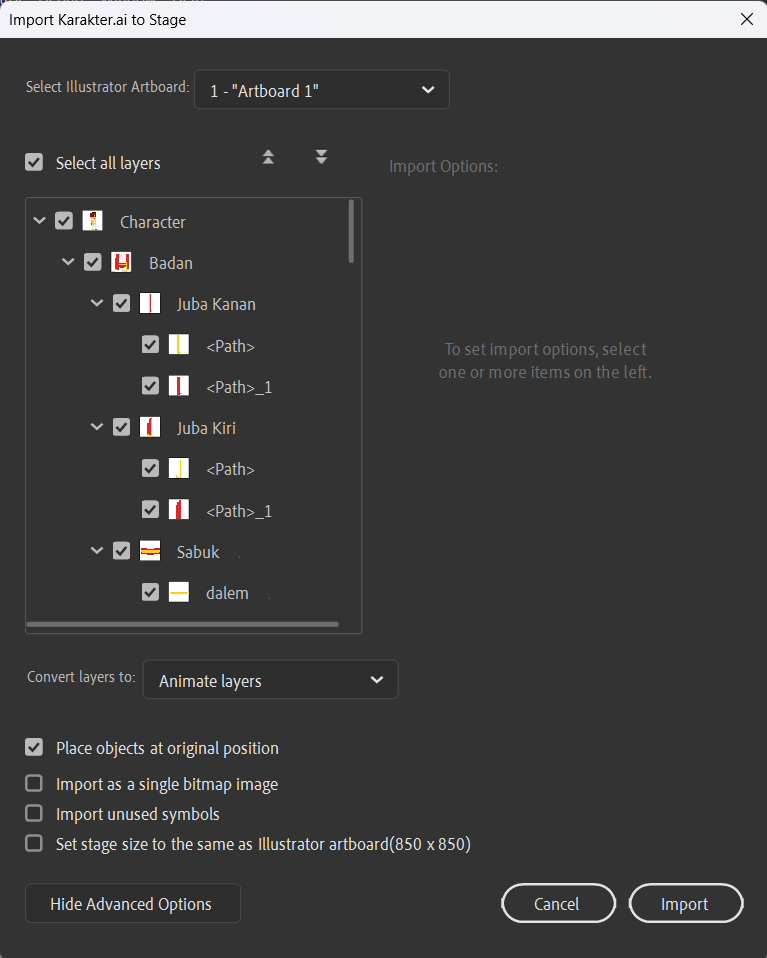 Import Karakter.ai to Stage
Select Illustrator Artboard:
1 - "Artboard 1"
Select all layers
Import Options:
Character
Badan
Juba Kanan
<Path>
<Path>_1
Juba Kiri
<Path>
<Path>_1
Sabuk
dalem
To set import options, select
one or more items on the left.
Convert layers to:
Animate layers
Place objects at original position
Import as a single bitmap image
Import unused symbols
Set stage size to the same as Illustrator artboard(850 x 850)
Hide Advanced Options
Cancel
Import